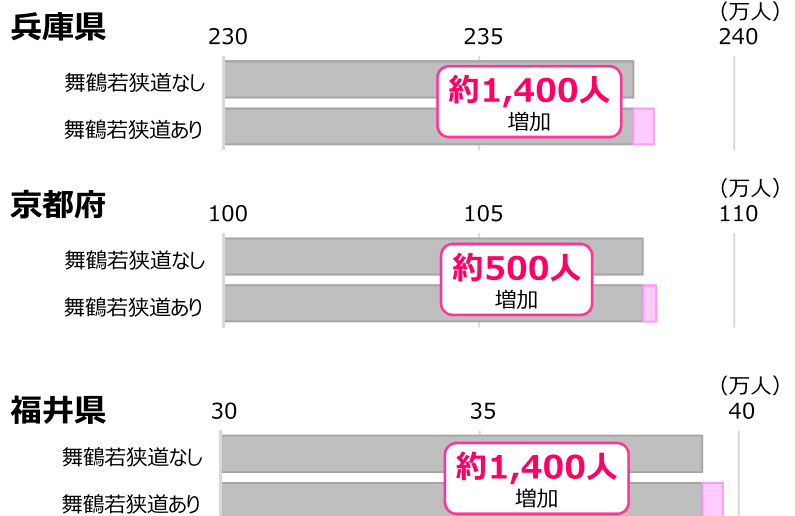 兵庫県
(万人)
230 235 240
舞鶴若狭道なし
舞鶴若狭道あり
約1,400人
増加
京都府
(万人)
100 105 110
舞鶴若狭道なし
舞鶴若狭道あり
約500人
増加
福井県
(万人)
30 35 40
舞鶴若狭道なし
舞鶴若狭道あり
約1,400人
増加